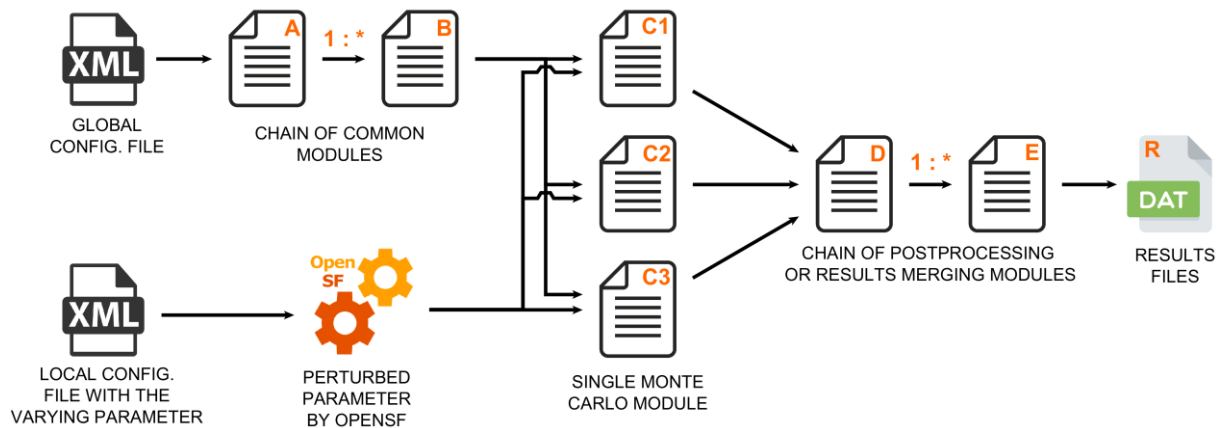 XML
GLOBAL
CONFIG. FILE
A
1 : *
B
CHAIN OF COMMON
MODULES
C1
C2
C3
SINGLE MONTE
CARLO MODULE
XML
LOCAL CONFIG.
FILE WITH THE
VARYING PARAMETER
Open
SF
PERTURBED
PARAMETER
BY OPENSF
D
1 : *
E
CHAIN OF POSTPROCESSING
OR RESULTS MERGING MODULES
R
DAT
RESULTS
FILES